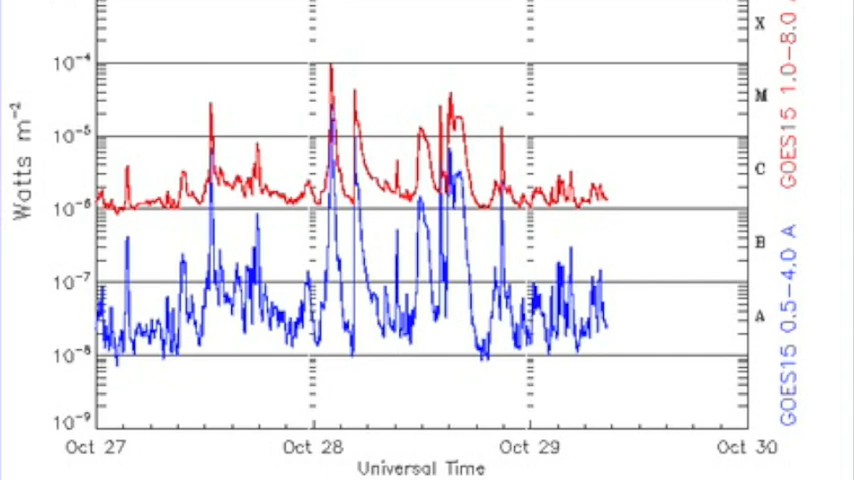 X
10⁻⁴
M
10⁻⁵
C
10⁻⁶
B
10⁻⁷
A
10⁻⁸
10⁻⁹
Watts m⁻²
Oct 27 Oct 28 Oct 29 Oct 30
Universal Time
GOES15 1.0–8.0
GOES15 0.5–4.0 A